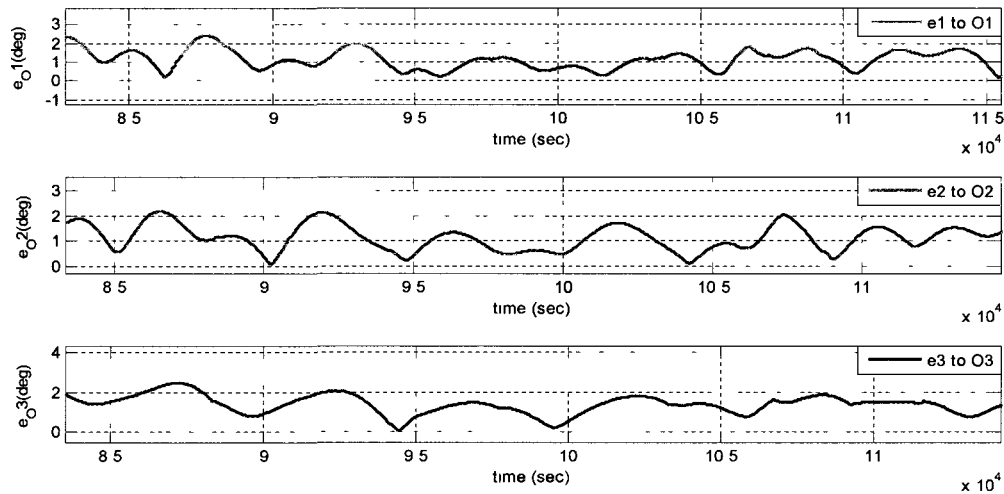 3
2
1
0
-1
e_O1(deg)
e1 to O1
8 5 9 9 5 10 10 5 11 11 5
time (sec)
x 10^4
3
2
1
0
e_O2(deg)
e2 to O2
8 5 9 9 5 10 10 5 11
time (sec)
x 10^4
4
2
0
e_O3(deg)
e3 to O3
8 5 9 9 5 10 10 5 11
time (sec)
x 10^4